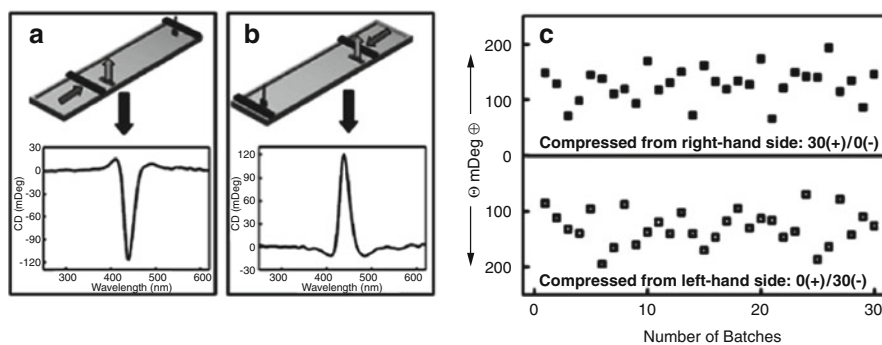 a
30
0
-30
-60
-90
-120
CD (mDeg)
300 400 500 600
Wavelength (nm)
b
120
90
60
30
0
-30
CD (mDeg)
300 400 500 600
Wavelength (nm)
c
200
100
0
100
200
⊖ mDeg ⊕
Compressed from right-hand side: 30(+)/0(-)
Compressed from left-hand side: 0(+)/30(-)
0 10 20 30
Number of Batches